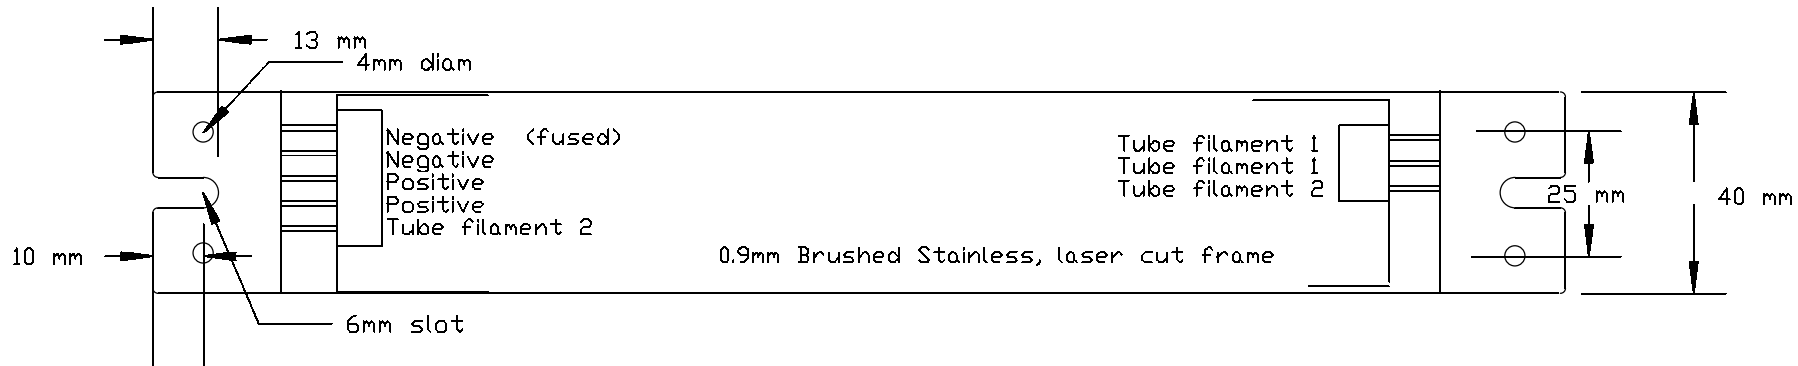 13 mm
4mm diam
Negative (fused)
Negative
Positive
Positive
Tube filament 2
Tube filament 1
Tube filament 1
Tube filament 2
25 mm
40 mm
10 mm
0.9mm Brushed Stainless, laser cut frame
6mm slot